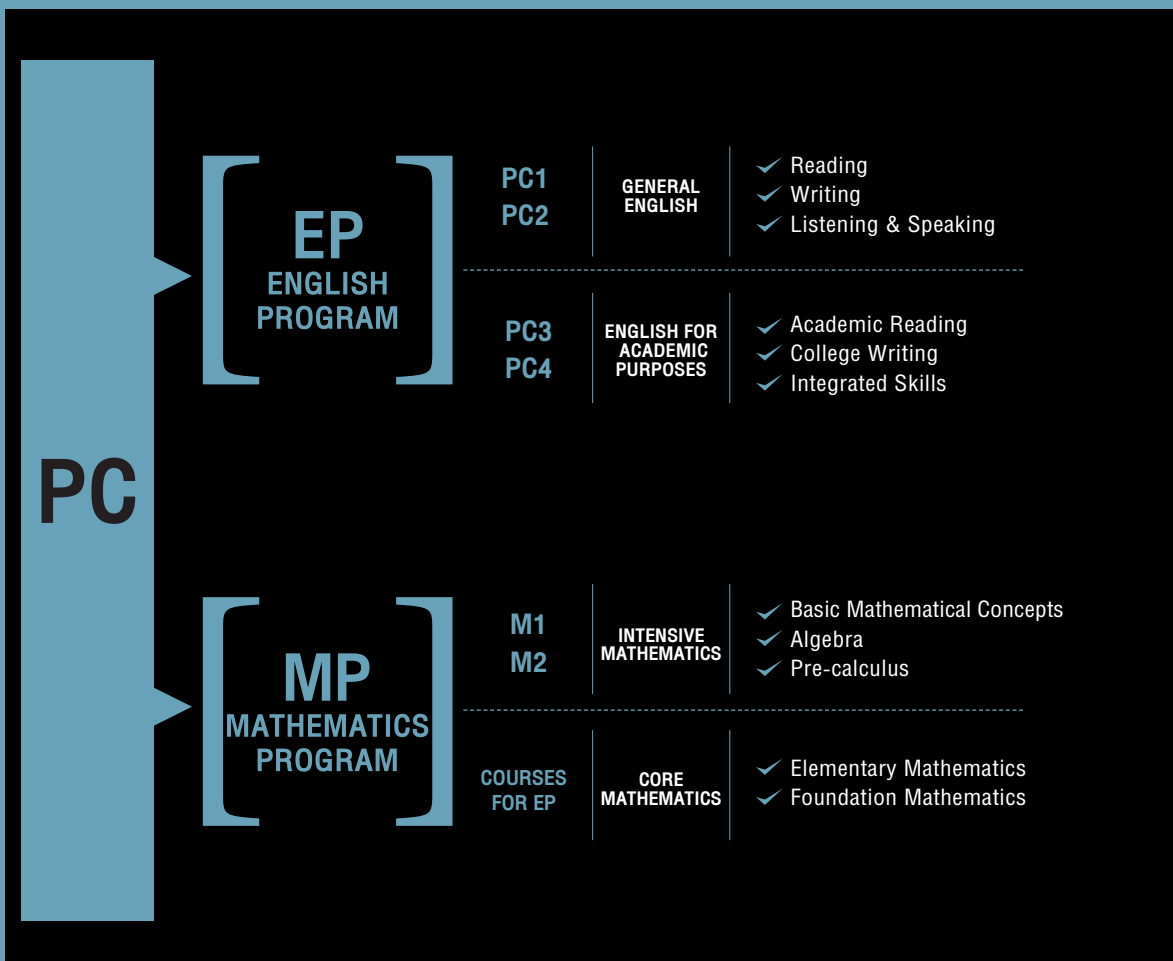 PC
EP
ENGLISH
PROGRAM
PC1
PC2
GENERAL
ENGLISH
Reading
Writing
Listening & Speaking
PC3
PC4
ENGLISH FOR
ACADEMIC
PURPOSES
Academic Reading
College Writing
Integrated Skills
MP
MATHEMATICS
PROGRAM
M1
M2
INTENSIVE
MATHEMATICS
Basic Mathematical Concepts
Algebra
Pre-calculus
COURSES
FOR EP
CORE
MATHEMATICS
Elementary Mathematics
Foundation Mathematics